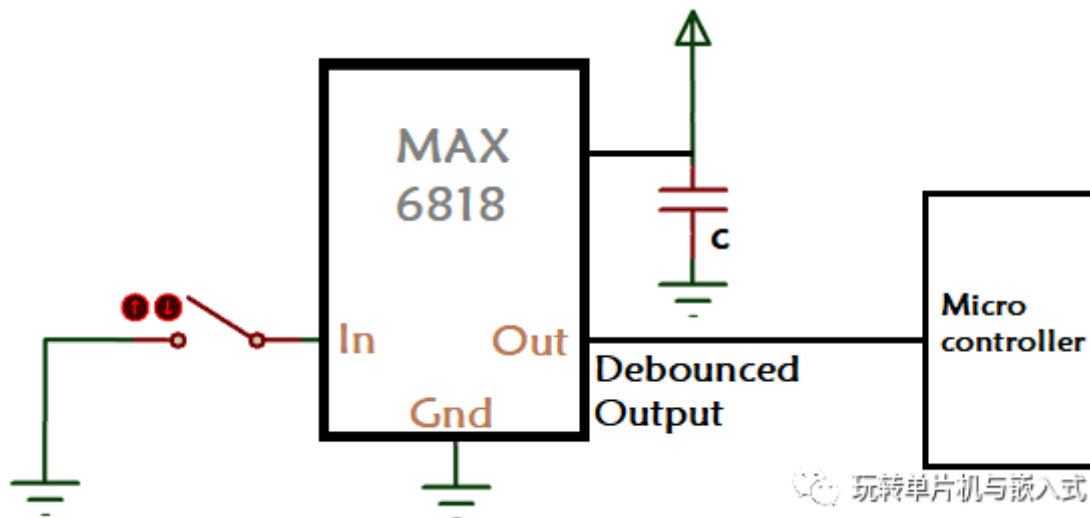 MAX
6818
C
In
Out
Gnd
Debounced
Output
Micro
controller
玩转单片机与嵌入式